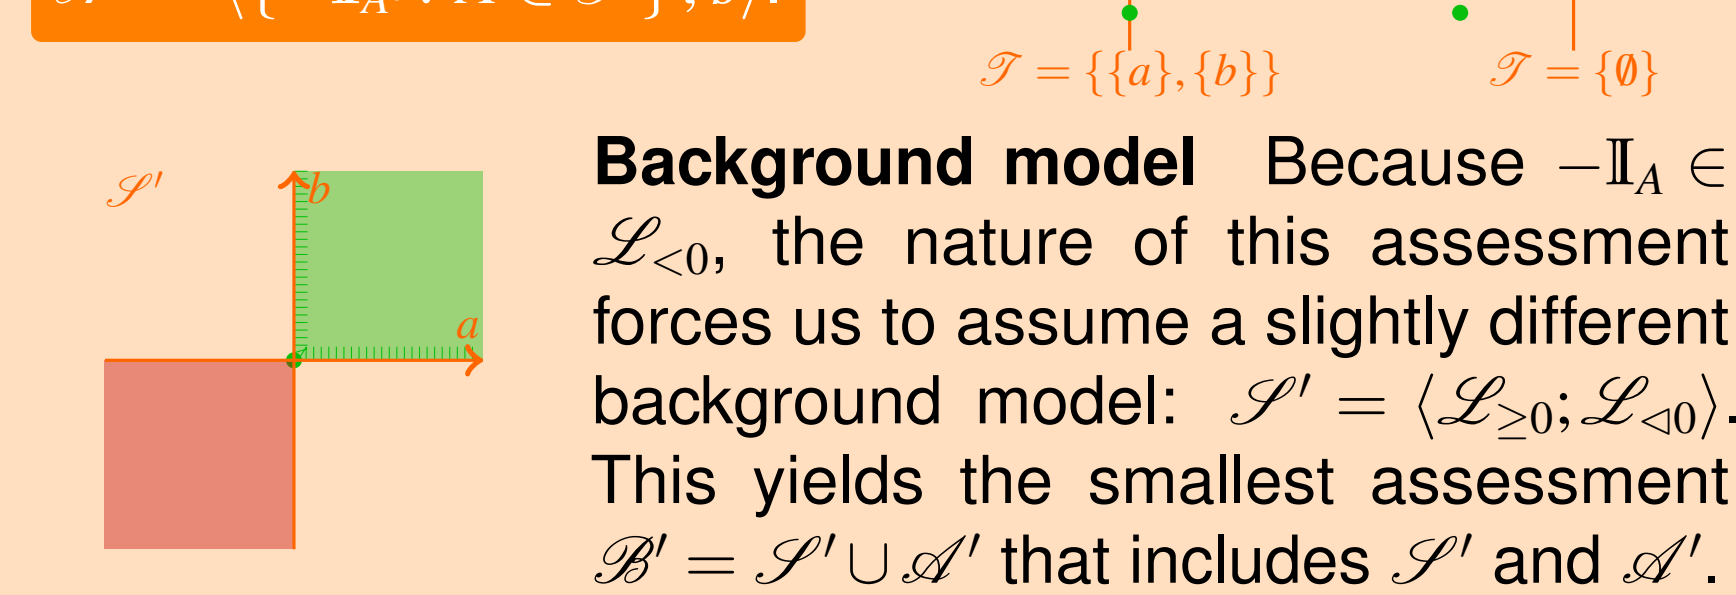 𝒯 = {{a},{b}} 𝒯 = {∅}
𝒮′
b
a
Background model Because −𝕀_A ∈
ℒ_{<0}, the nature of this assessment
forces us to assume a slightly different
background model: 𝒮′ = ⟨ℒ_{≥0}; ℒ_{⊲0}⟩.
This yields the smallest assessment
ℬ′ = 𝒮′ ∪ 𝒜′ that includes 𝒮′ and 𝒜′.